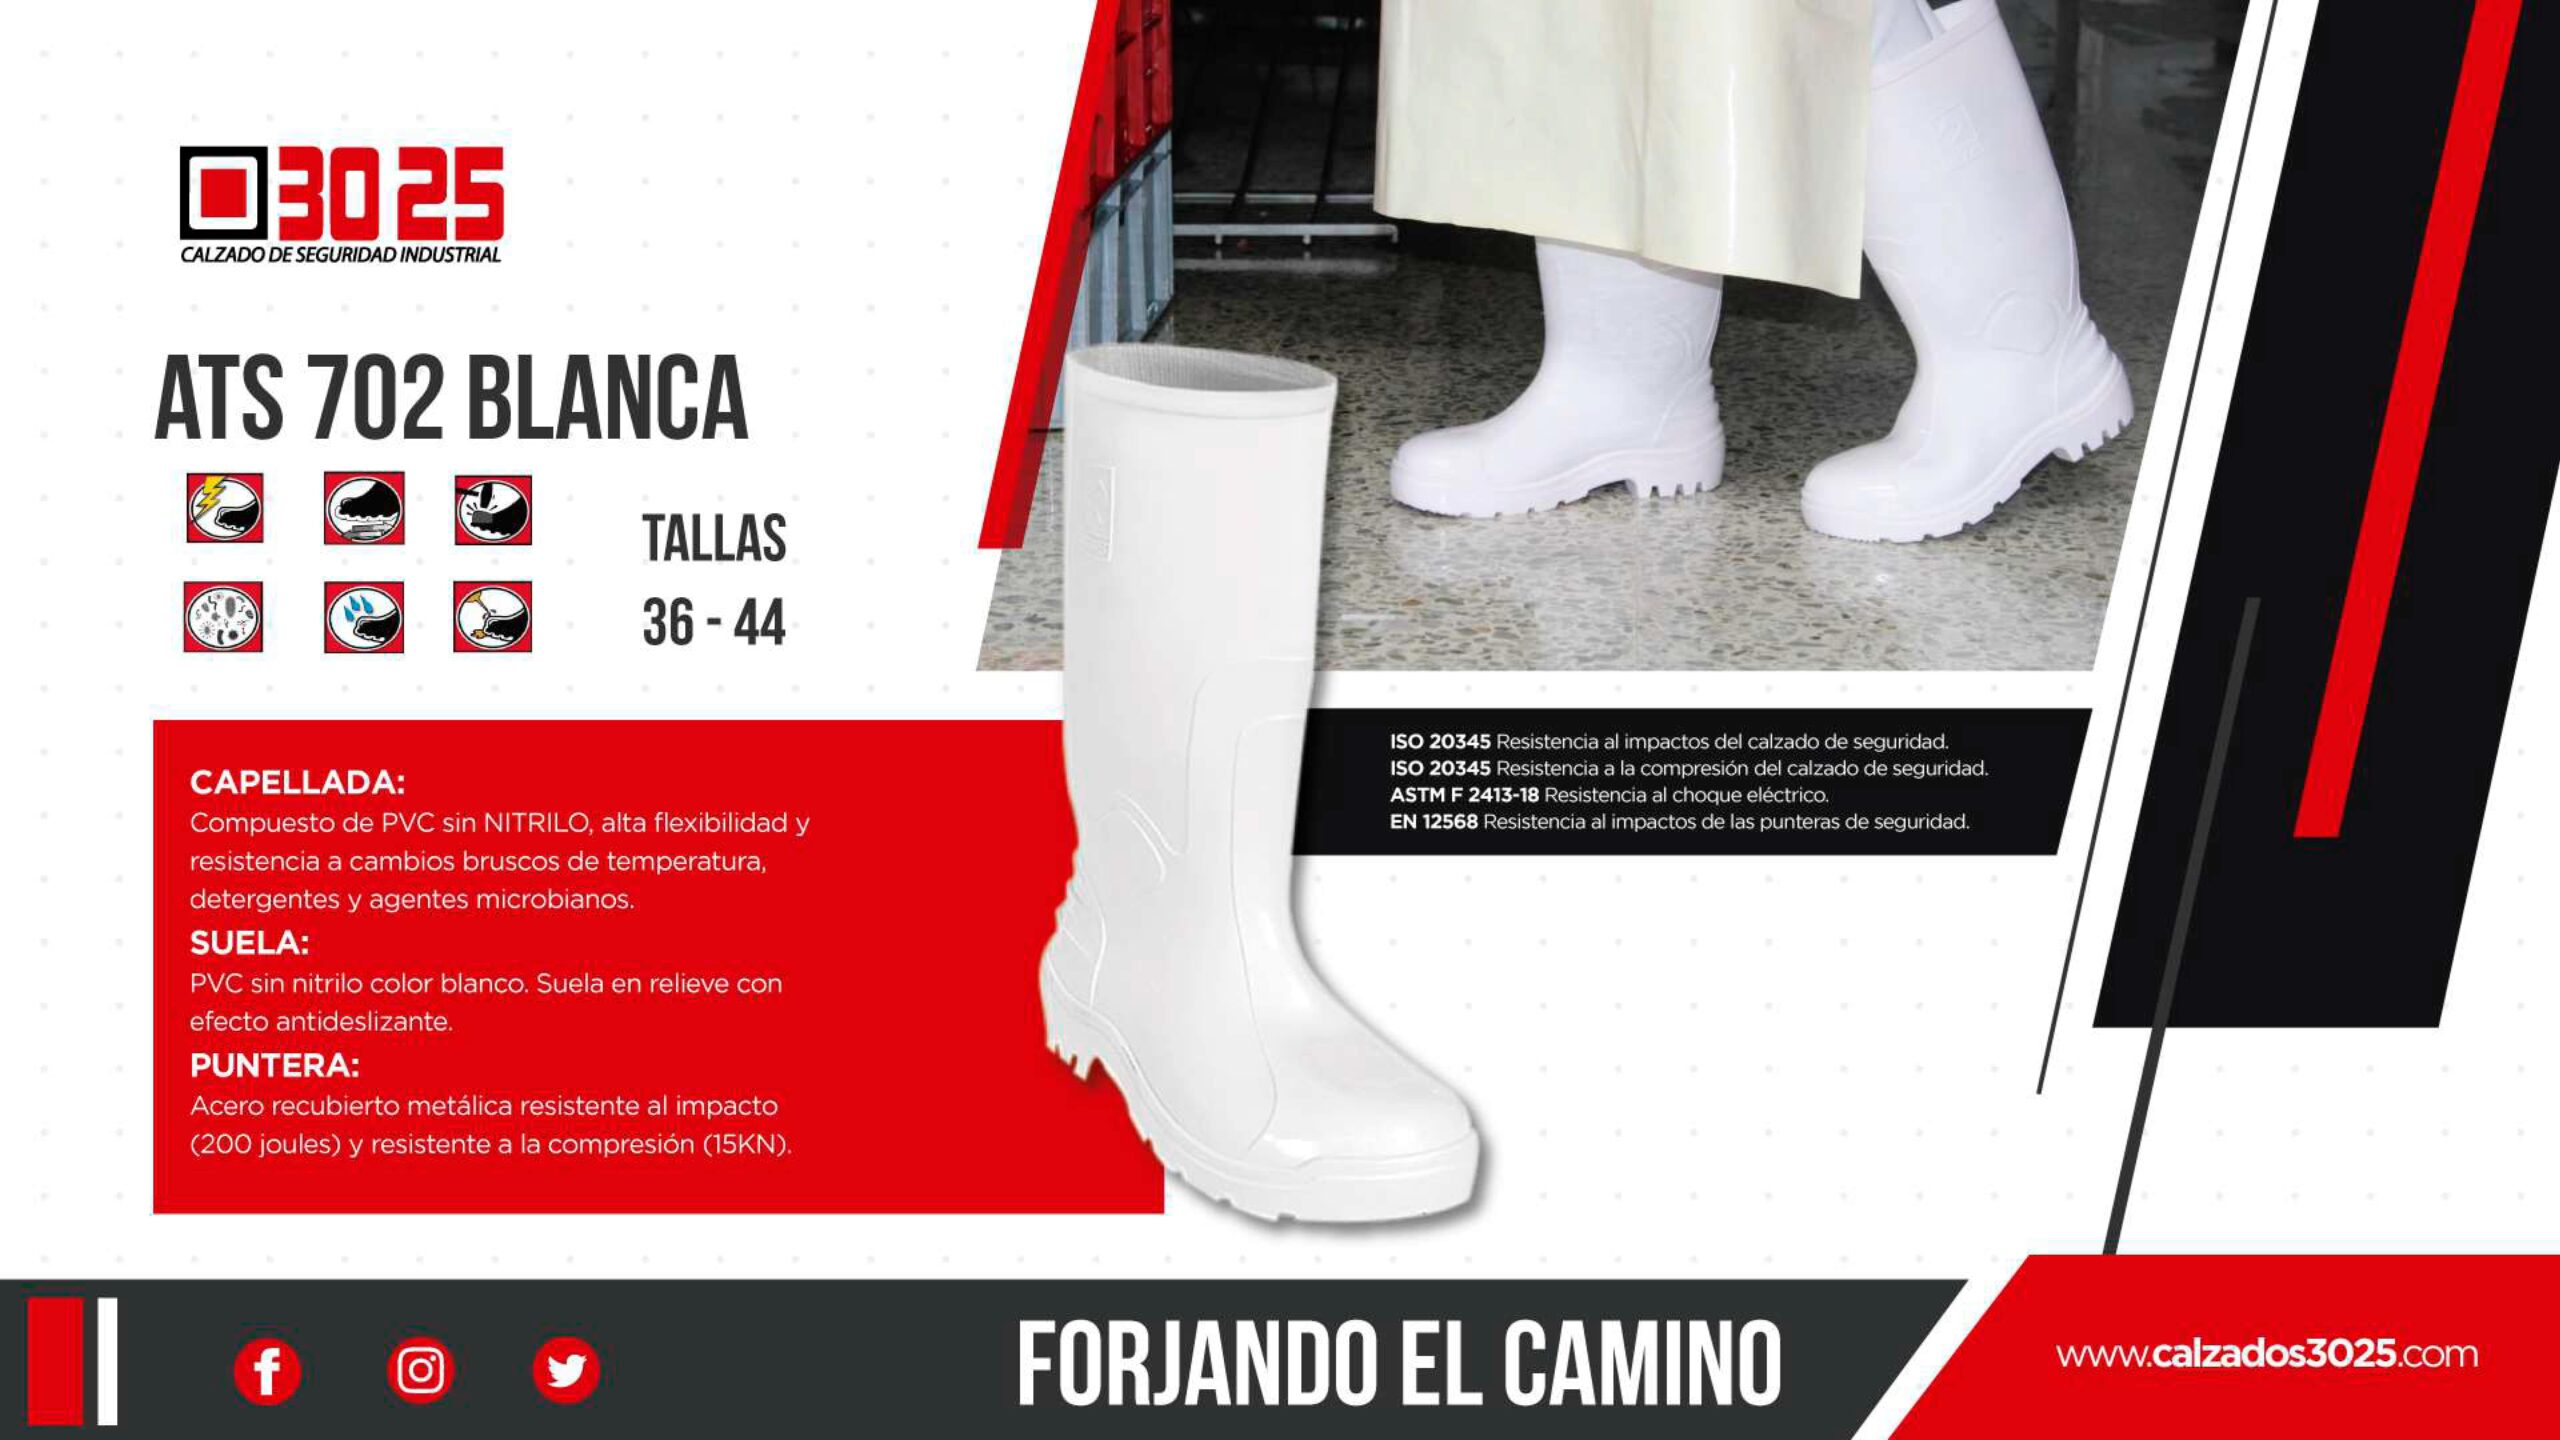 3025
CALZADO DE SEGURIDAD INDUSTRIAL
ATS 702 BLANCA
TALLAS
36 - 44
CAPELLADA:
Compuesto de PVC sin NITRILO, alta flexibilidad y
resistencia a cambios bruscos de temperatura,
detergentes y agentes microbianos.
SUELA:
PVC sin nitrilo color blanco. Suela en relieve con
efecto antideslizante.
PUNTERA:
Acero recubierto metálica resistente al impacto
(200 joules) y resistente a la compresión (15KN).
ISO 20345 Resistencia al impactos del calzado de seguridad.
ISO 20345 Resistencia a la compresión del calzado de seguridad.
ASTM F 2413-18 Resistencia al choque eléctrico.
EN 12568 Resistencia al impactos de las punteras de seguridad.
FORJANDO EL CAMINO
www.calzados3025.com